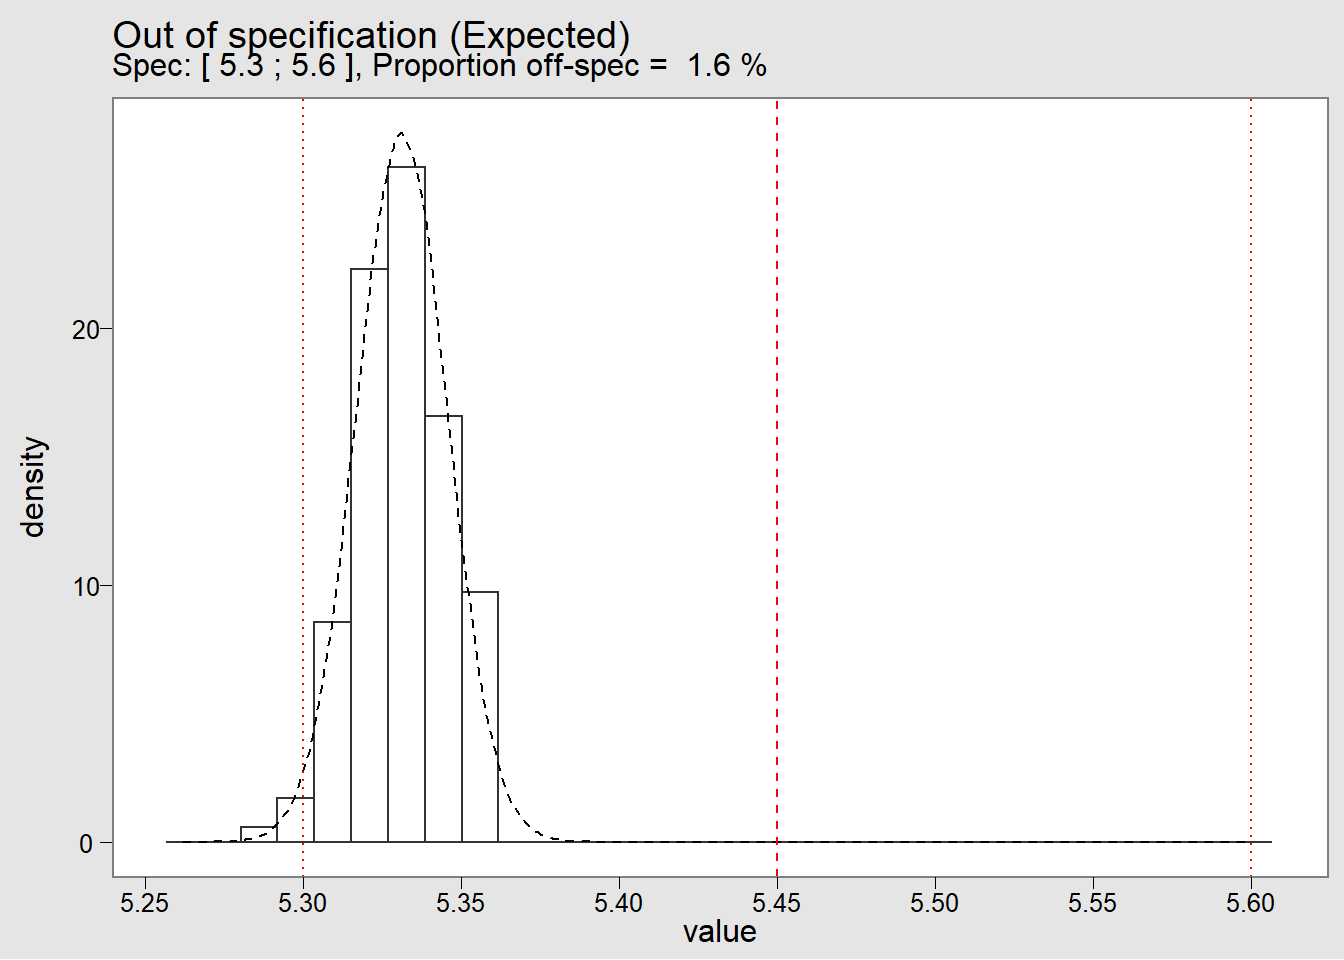 Out of specification (Expected)
Spec: [ 5.3 ; 5.6 ], Proportion off-spec =  1.6 %
density
20
10
0
5.25 5.30 5.35 5.40 5.45 5.50 5.55 5.60
value